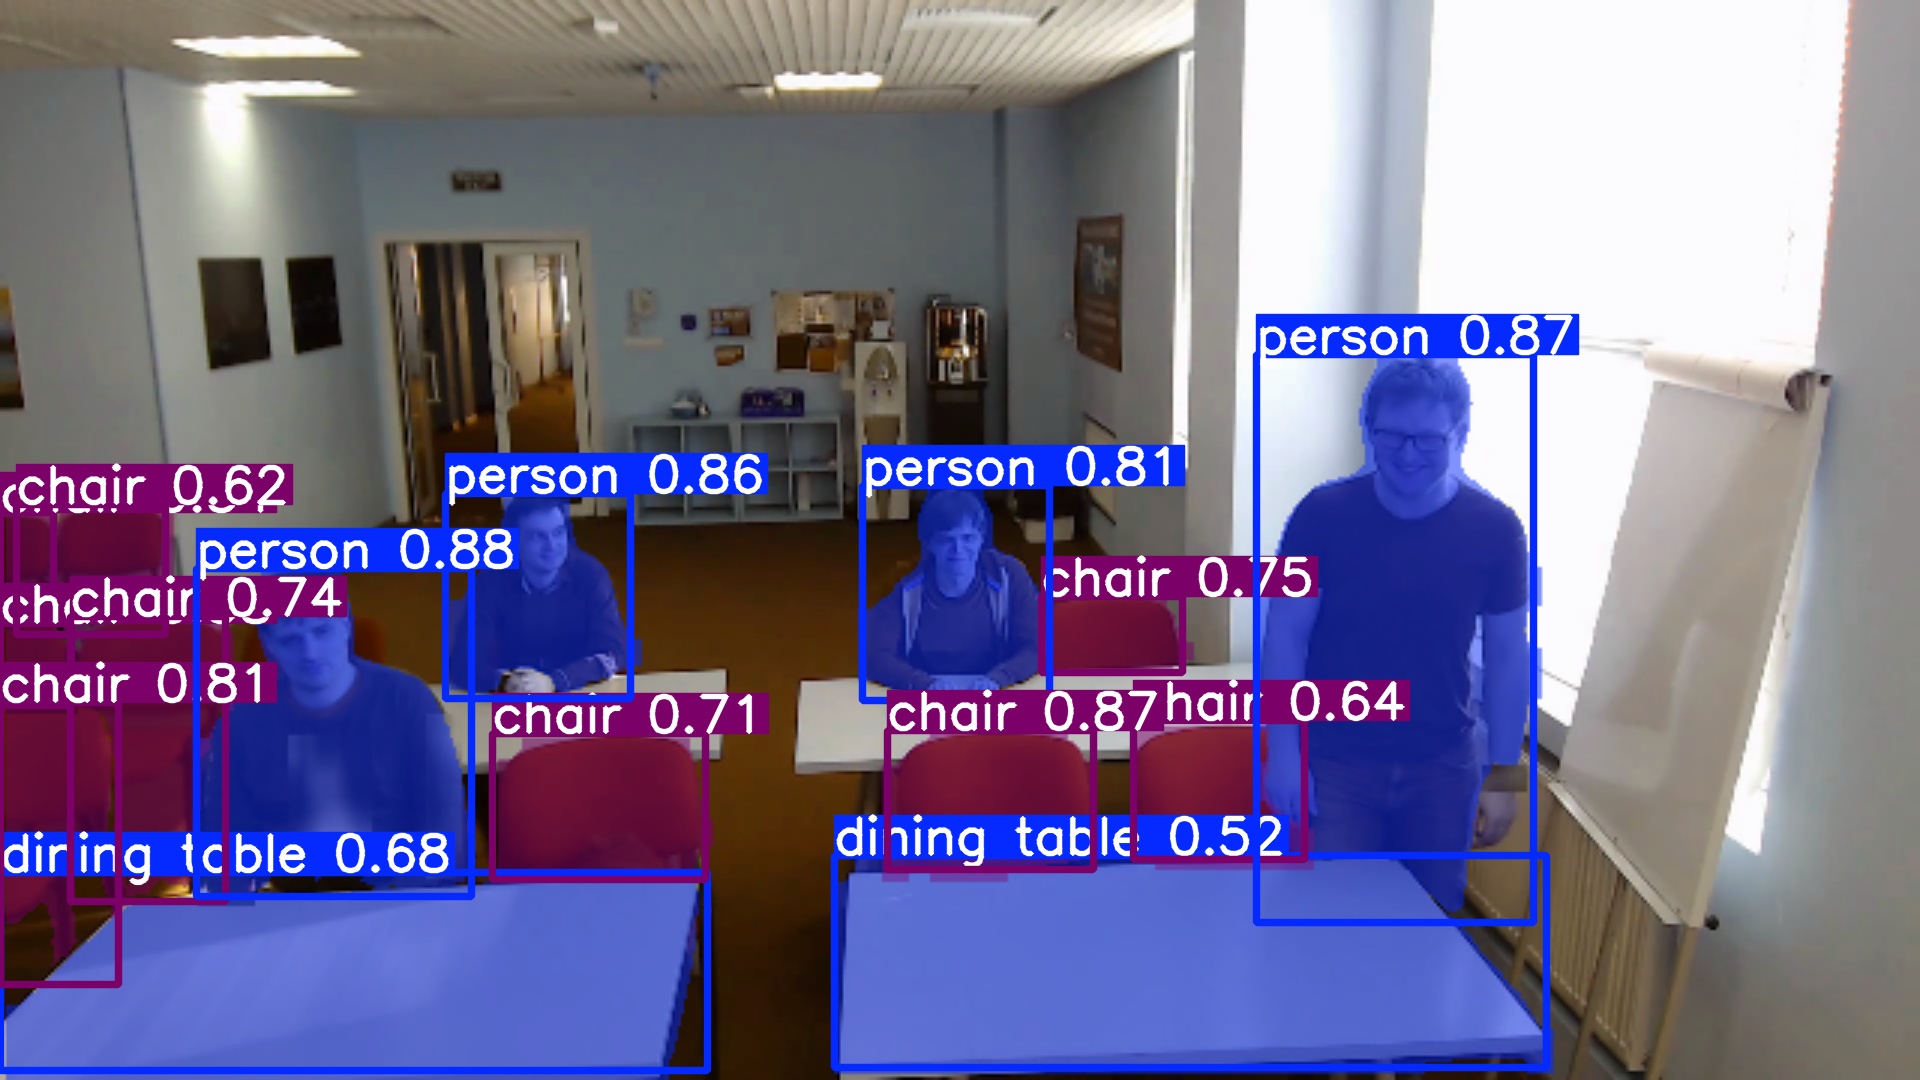 person 0.87
person 0.86
person 0.81
chair 0.62
person 0.88
chair 0.75
chair 0.74
chair 0.81
chair 0.71
chair 0.87
hair 0.64
dining table 0.68
dining table 0.52